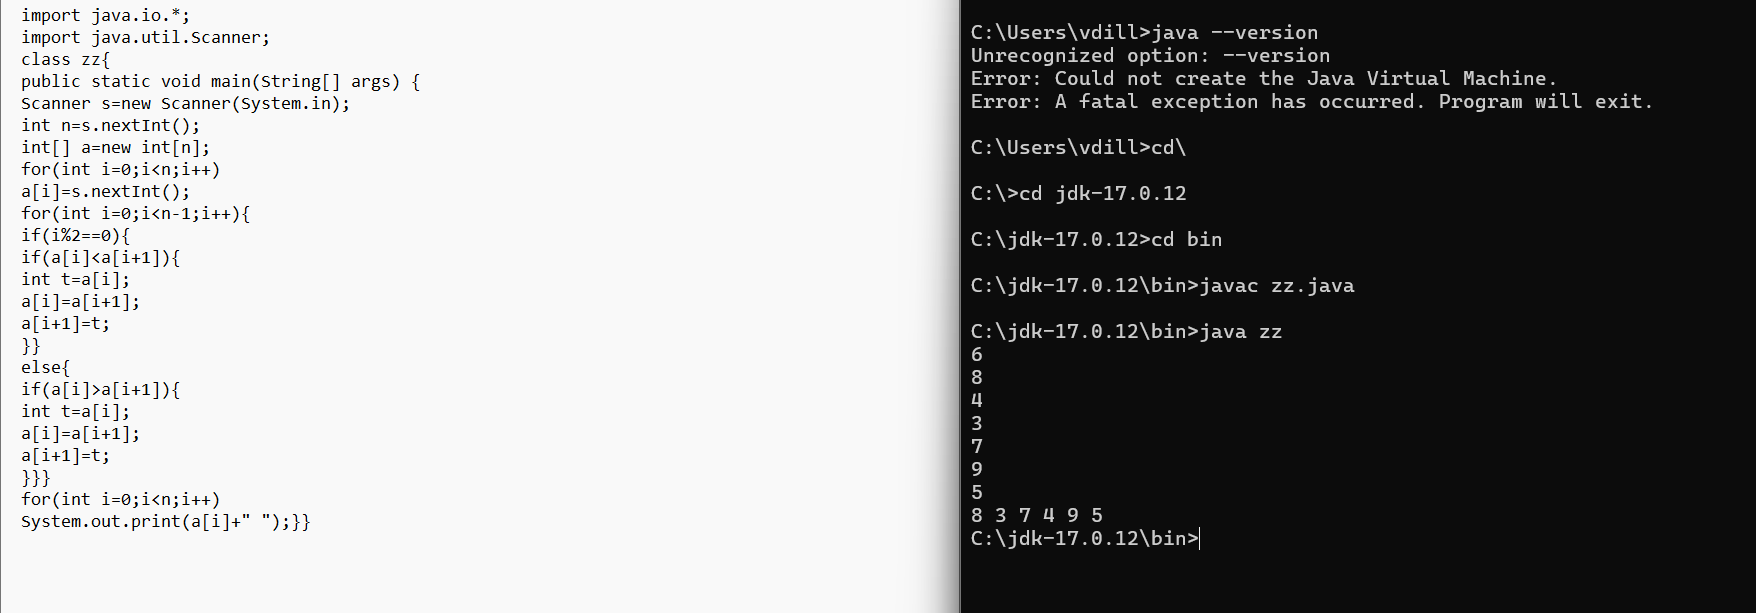 import java.io.*;
import java.util.Scanner;
class zz{
public static void main(String[] args) {
Scanner s=new Scanner(System.in);
int n=s.nextInt();
int[] a=new int[n];
for(int i=0;i<n;i++)
a[i]=s.nextInt();
for(int i=0;i<n-1;i++){
if(i%2==0){
if(a[i]<a[i+1]){
int t=a[i];
a[i]=a[i+1];
a[i+1]=t;
}}
else{
if(a[i]>a[i+1]){
int t=a[i];
a[i]=a[i+1];
a[i+1]=t;
}}}
for(int i=0;i<n;i++)
System.out.print(a[i]+" ");}}
C:\Users\vdill>java --version
Unrecognized option: --version
Error: Could not create the Java Virtual Machine.
Error: A fatal exception has occurred. Program will exit.
C:\Users\vdill>cd\
C:\>cd jdk-17.0.12
C:\jdk-17.0.12>cd bin
C:\jdk-17.0.12\bin>javac zz.java
C:\jdk-17.0.12\bin>java zz
6
8
4
3
7
9
5
8 3 7 4 9 5
C:\jdk-17.0.12\bin>